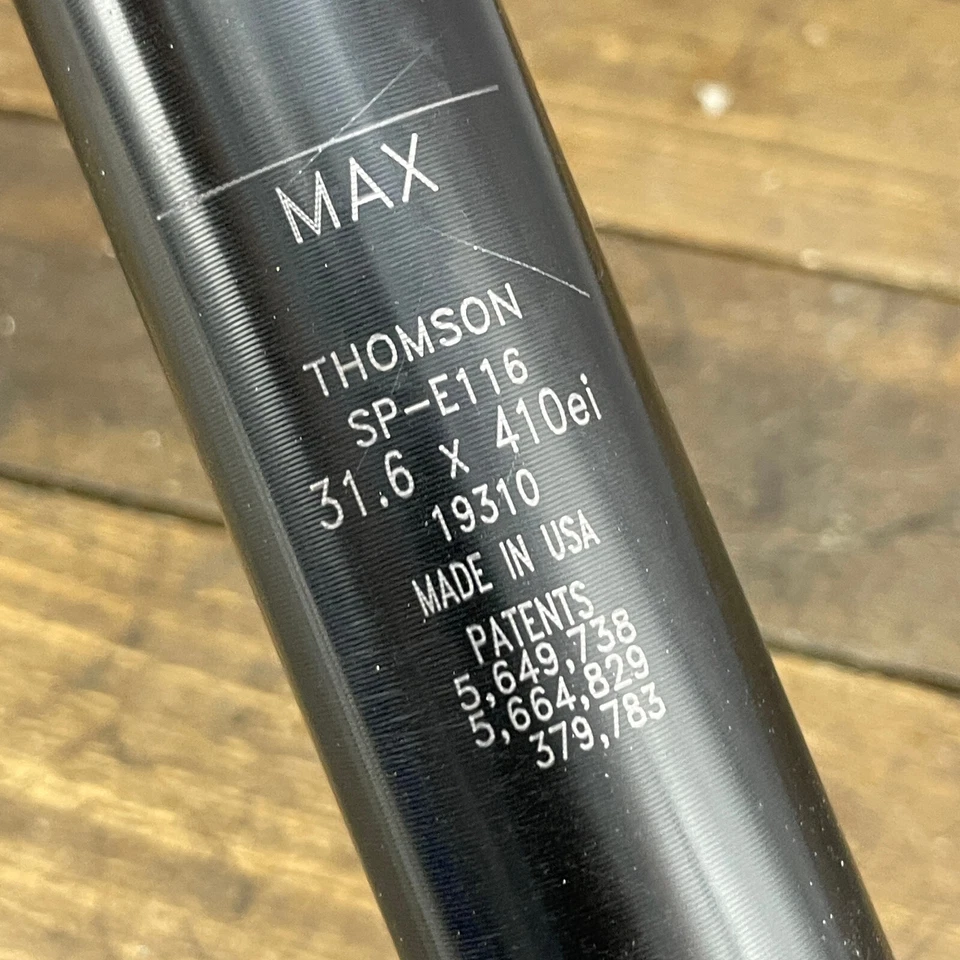 MAX
THOMSON
SP-E116
31.6 x 410ei
19310
MADE IN USA
PATENTS
5,649,738
5,664,829
379,783